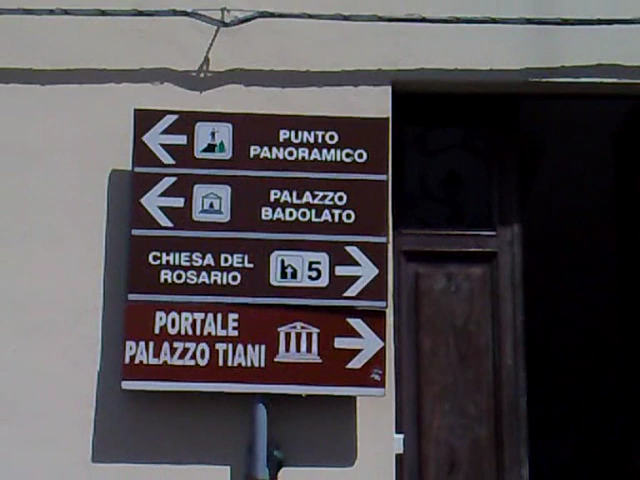 PUNTO
PANORAMICO
PALAZZO
BADOLATO
CHIESA DEL
ROSARIO 5
PORTALE
PALAZZO TIANI